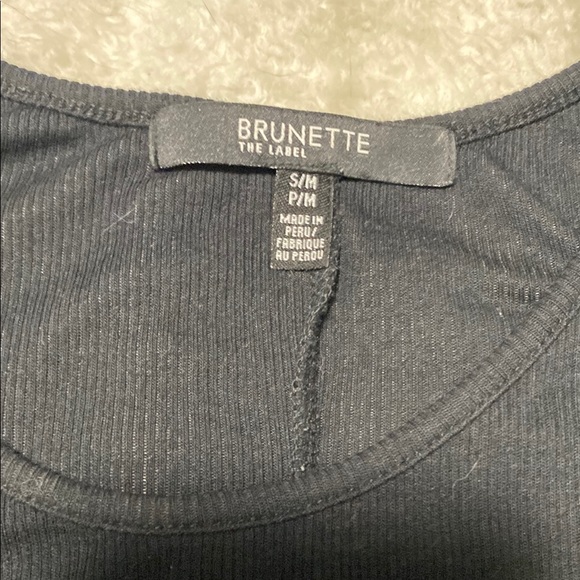 BRUNETTE
THE LABEL
S/M
P/M
MADE IN
PERU/
FABRIQUE
AU PEROU